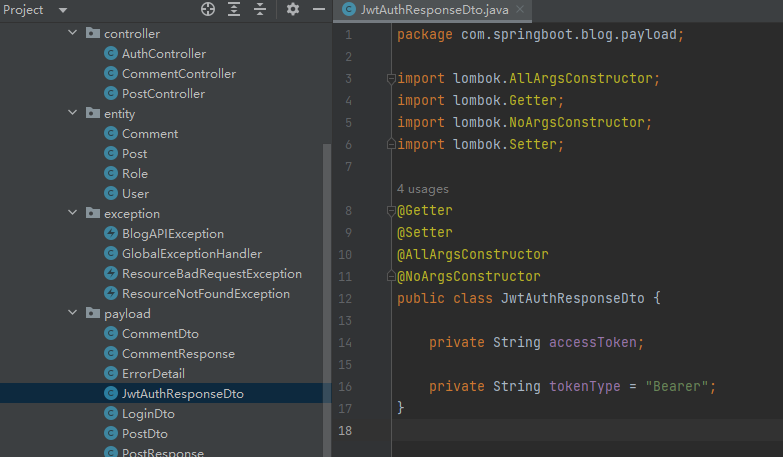 Project
controller
AuthController
CommentController
PostController
entity
Comment
Post
Role
User
exception
BlogAPIException
GlobalExceptionHandler
ResourceBadRequestException
ResourceNotFoundException
payload
CommentDto
CommentResponse
ErrorDetail
JwtAuthResponseDto
LoginDto
PostDto
PostResponse
JwtAuthResponseDto.java
1 package com.springboot.blog.payload;
2
3 import lombok.AllArgsConstructor;
4 import lombok.Getter;
5 import lombok.NoArgsConstructor;
6 import lombok.Setter;
7
4 usages
8 @Getter
9 @Setter
10 @AllArgsConstructor
11 @NoArgsConstructor
12 public class JwtAuthResponseDto {
13
14 private String accessToken;
15
16 private String tokenType = "Bearer";
17 }
18